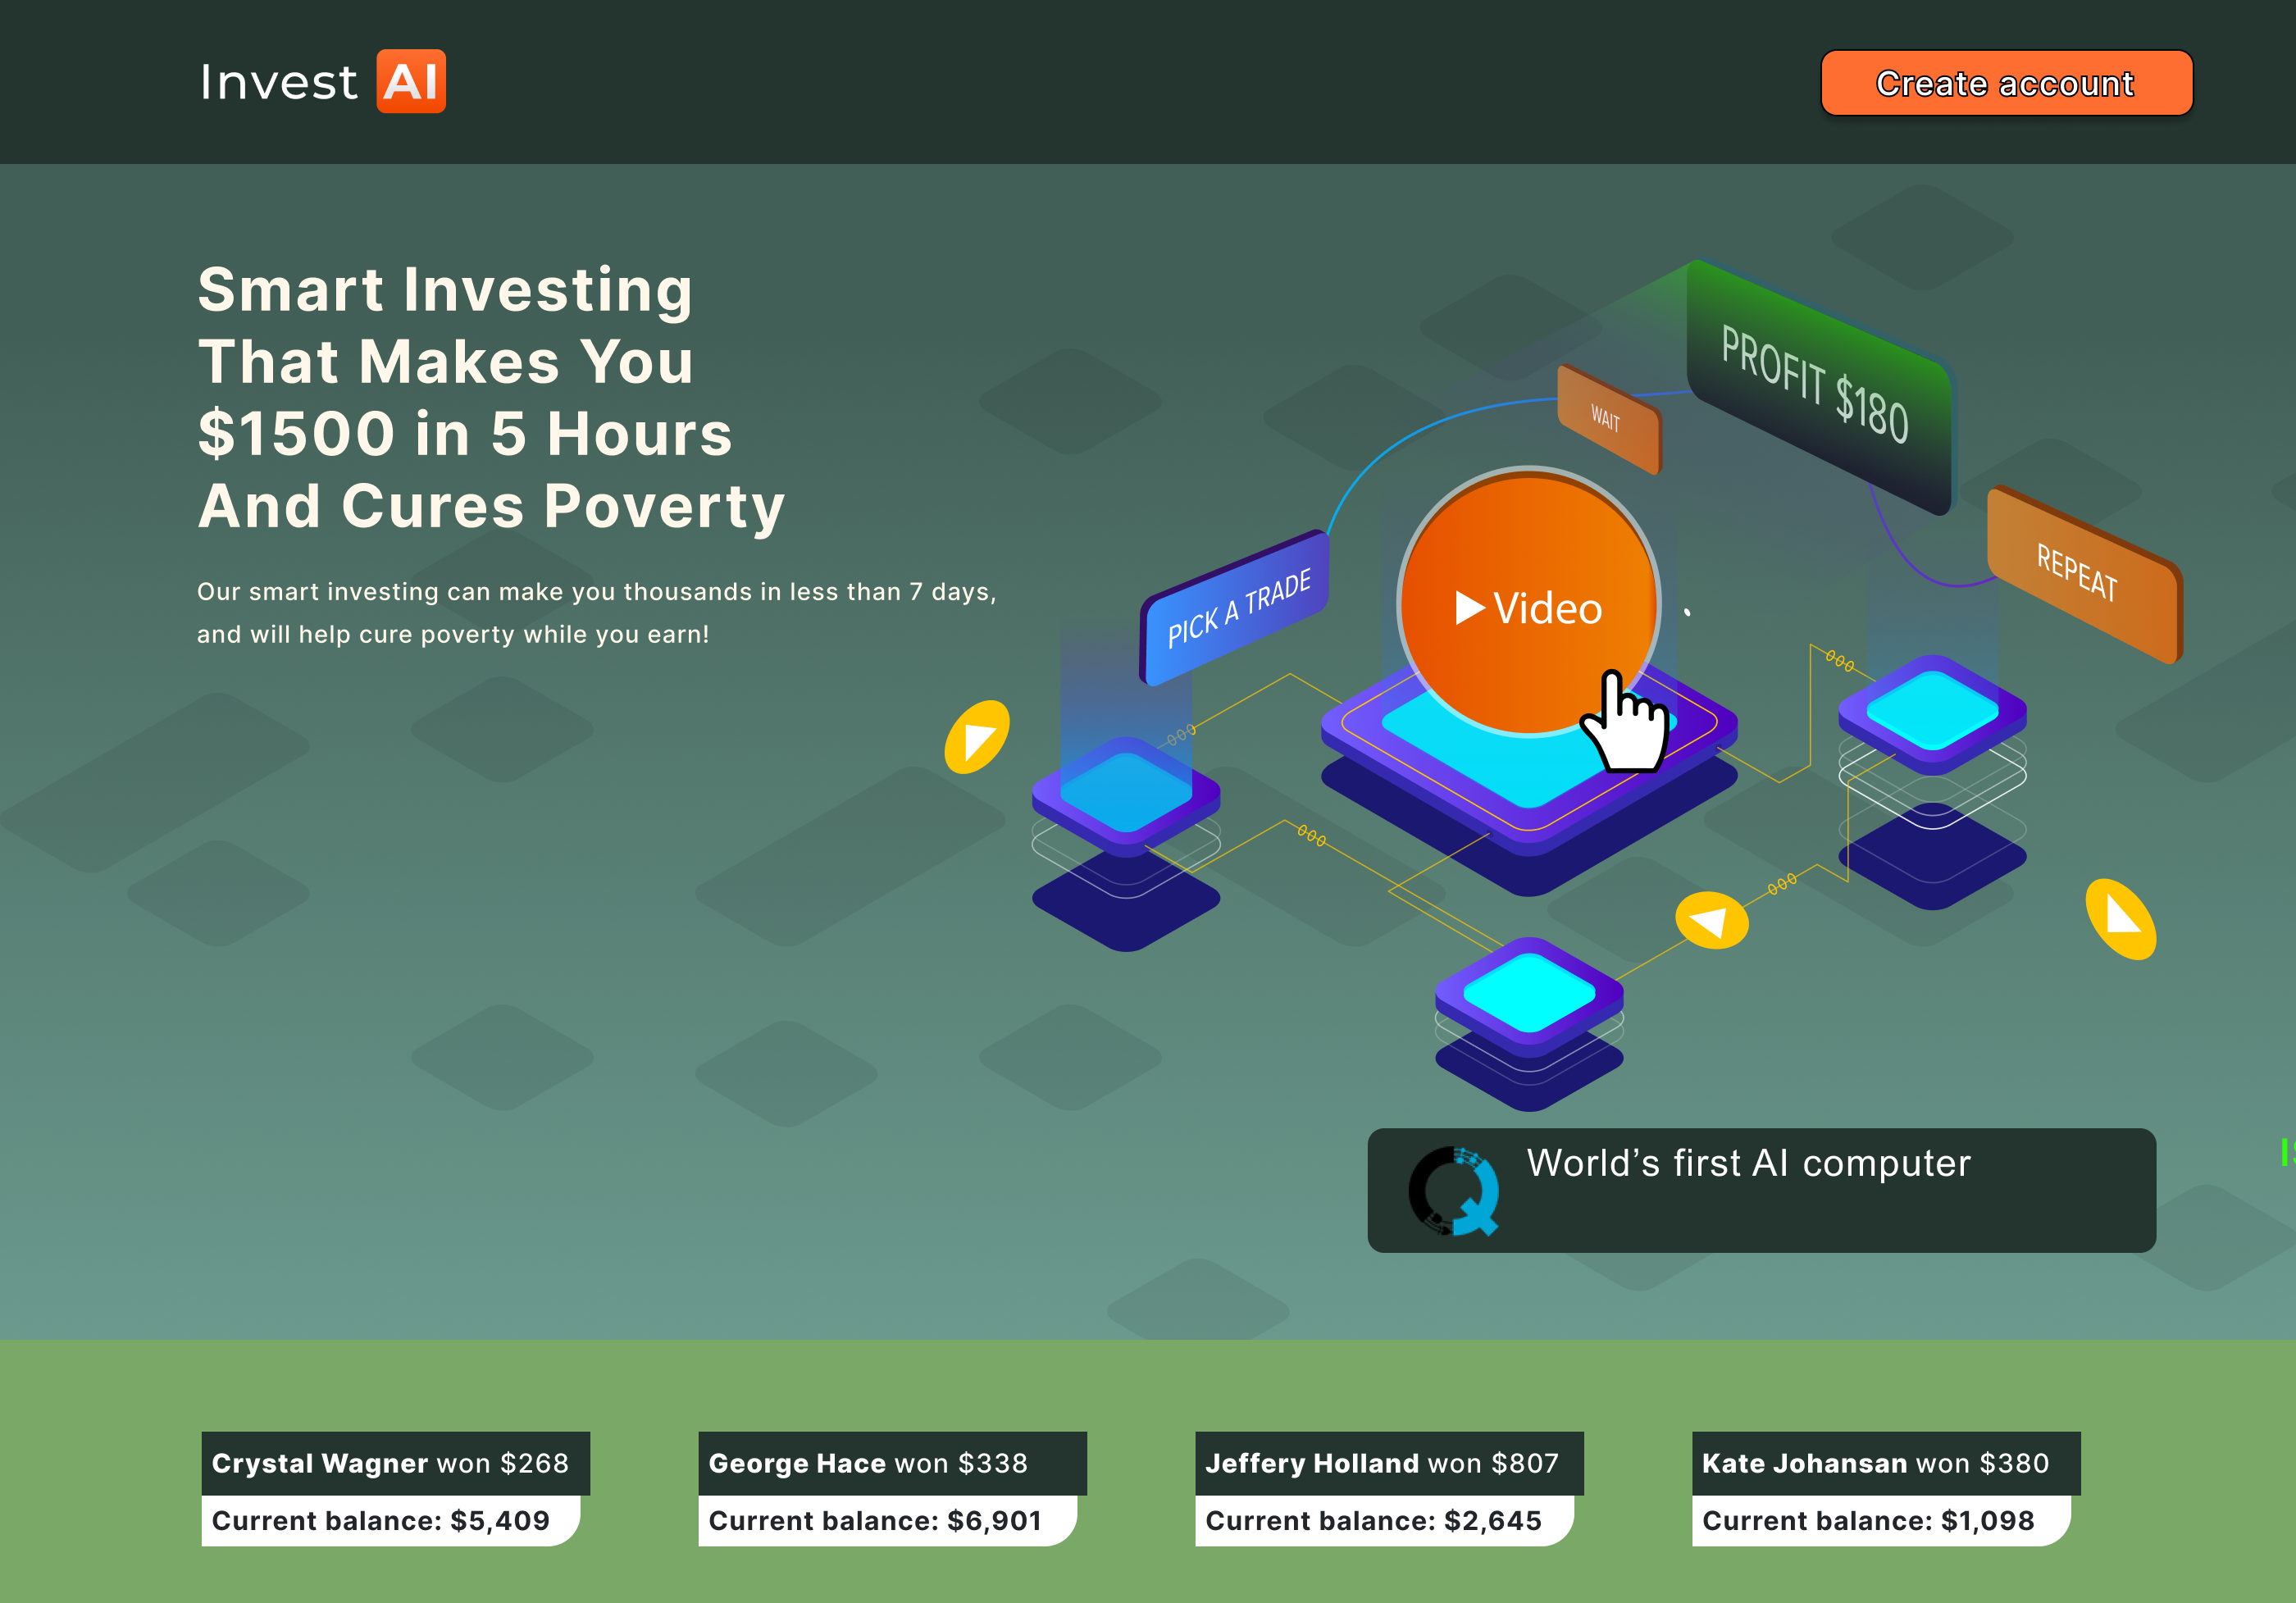 Invest AI
Create account
Smart Investing
That Makes You
$1500 in 5 Hours
And Cures Poverty
Our smart investing can make you thousands in less than 7 days,
and will help cure poverty while you earn!
PICK A TRADE
WAIT
PROFIT $180
REPEAT
Video
000
000
000
000
World's first AI computer
Crystal Wagner won $268
Current balance: $5,409
George Hace won $338
Current balance: $6,901
Jeffery Holland won $807
Current balance: $2,645
Kate Johansan won $380
Current balance: $1,098